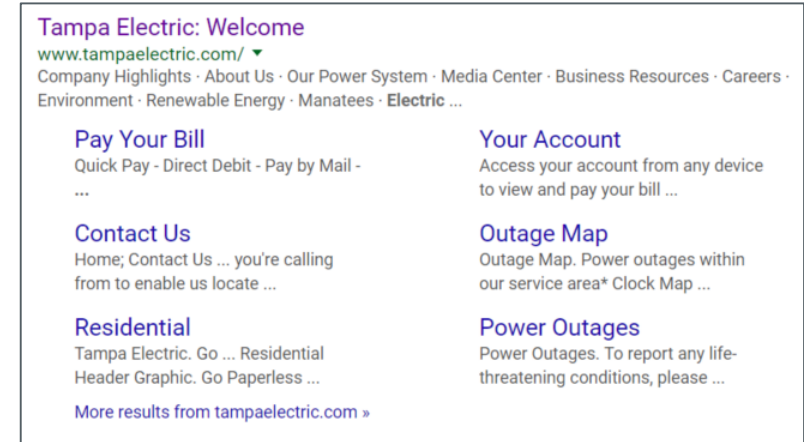 Tampa Electric: Welcome
www.tampaelectric.com/ ▼
Company Highlights · About Us · Our Power System · Media Center · Business Resources · Careers ·
Environment · Renewable Energy · Manatees · Electric ...
Pay Your Bill
Quick Pay - Direct Debit - Pay by Mail -
...
Your Account
Access your account from any device
to view and pay your bill ...
Contact Us
Home; Contact Us ... you're calling
from to enable us locate ...
Outage Map
Outage Map. Power outages within
our service area* Clock Map ...
Residential
Tampa Electric. Go ... Residential
Header Graphic. Go Paperless ...
Power Outages
Power Outages. To report any life-
threatening conditions, please ...
More results from tampaelectric.com »